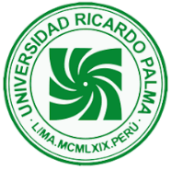 UNIVERSIDAD RICARDO PALMA
· LIMA.MCMLXIX.PERÚ ·